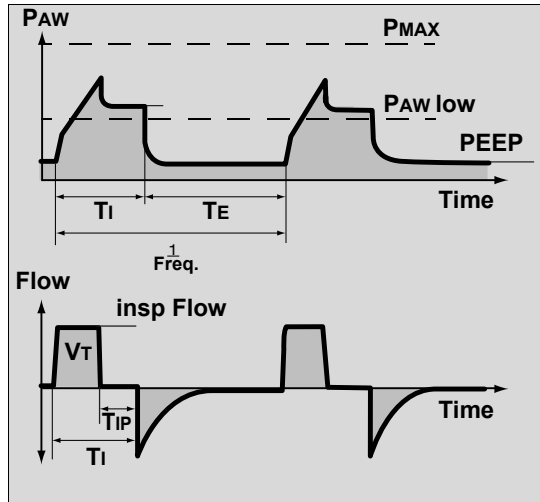 PAW
PMAX
PAW low
PEEP
Time
TI TE
1
Freq.
Flow
insp Flow
VT
Time
TIP
TI